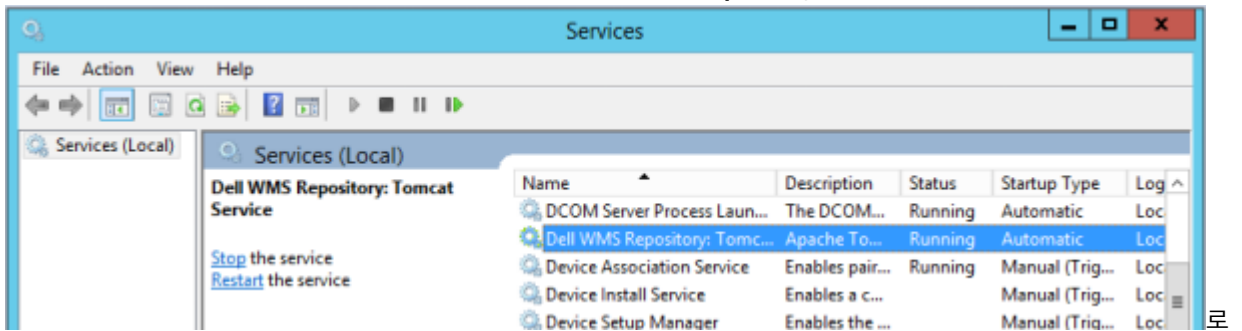 Services
File Action View Help
Services (Local)
Services (Local)
Dell WMS Repository: Tomcat Service
Stop the service
Restart the service
Name Description Status Startup Type Log
DCOM Server Process Laun... The DCOM... Running Automatic Loc
Dell WMS Repository: Tomc... Apache To... Running Automatic Loc
Device Association Service Enables pair... Running Manual (Trig... Loc
Device Install Service Enables a c... Manual (Trig... Loc
Device Setup Manager Enables the ... Manual (Trig... Loc
로